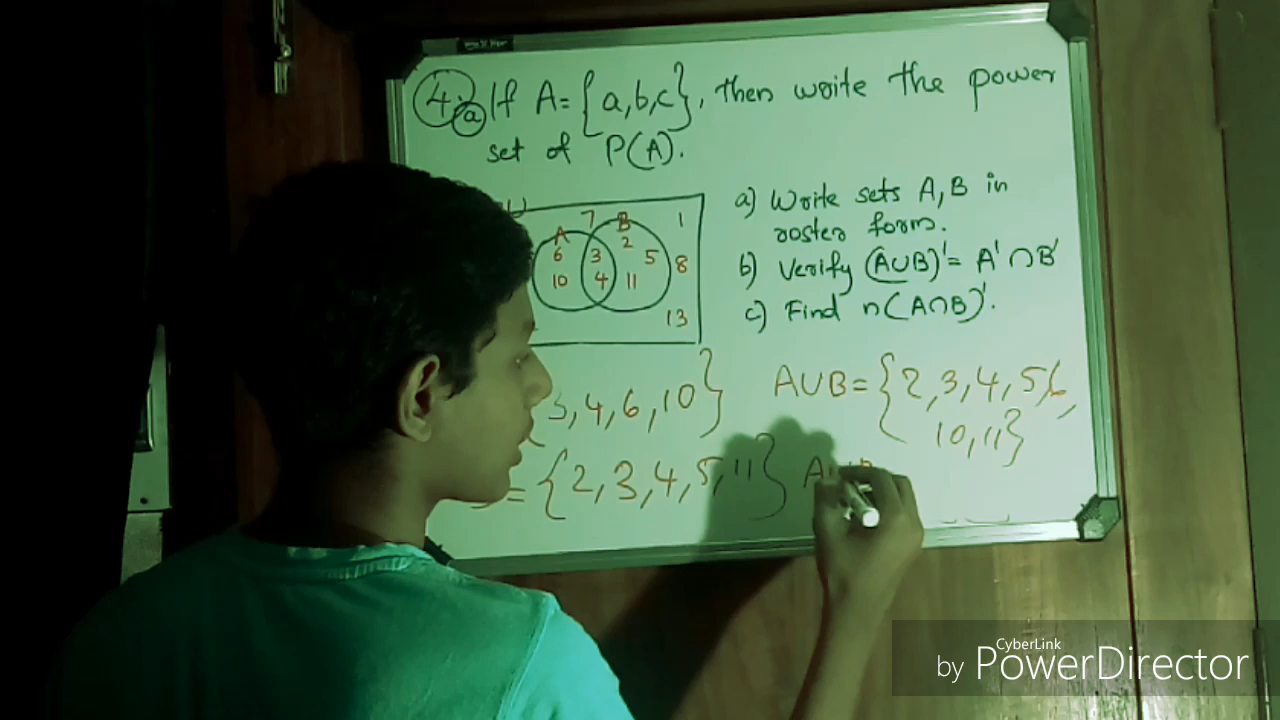 4. a If A = {a, b, c}, then write the power
set of P(A).
U
A 7 B 1
6 3 2 5 8
10 4 11
13
a) Write sets A, B in
roster form.
b) Verify (A∪B)' = A' ∩ B'
c) Find n(A∩B)'.
3, 4, 6, 10}
= {2, 3, 4, 5, 11}
A∪B = {2, 3, 4, 5, 6,
10, 11}
CyberLink
by PowerDirector